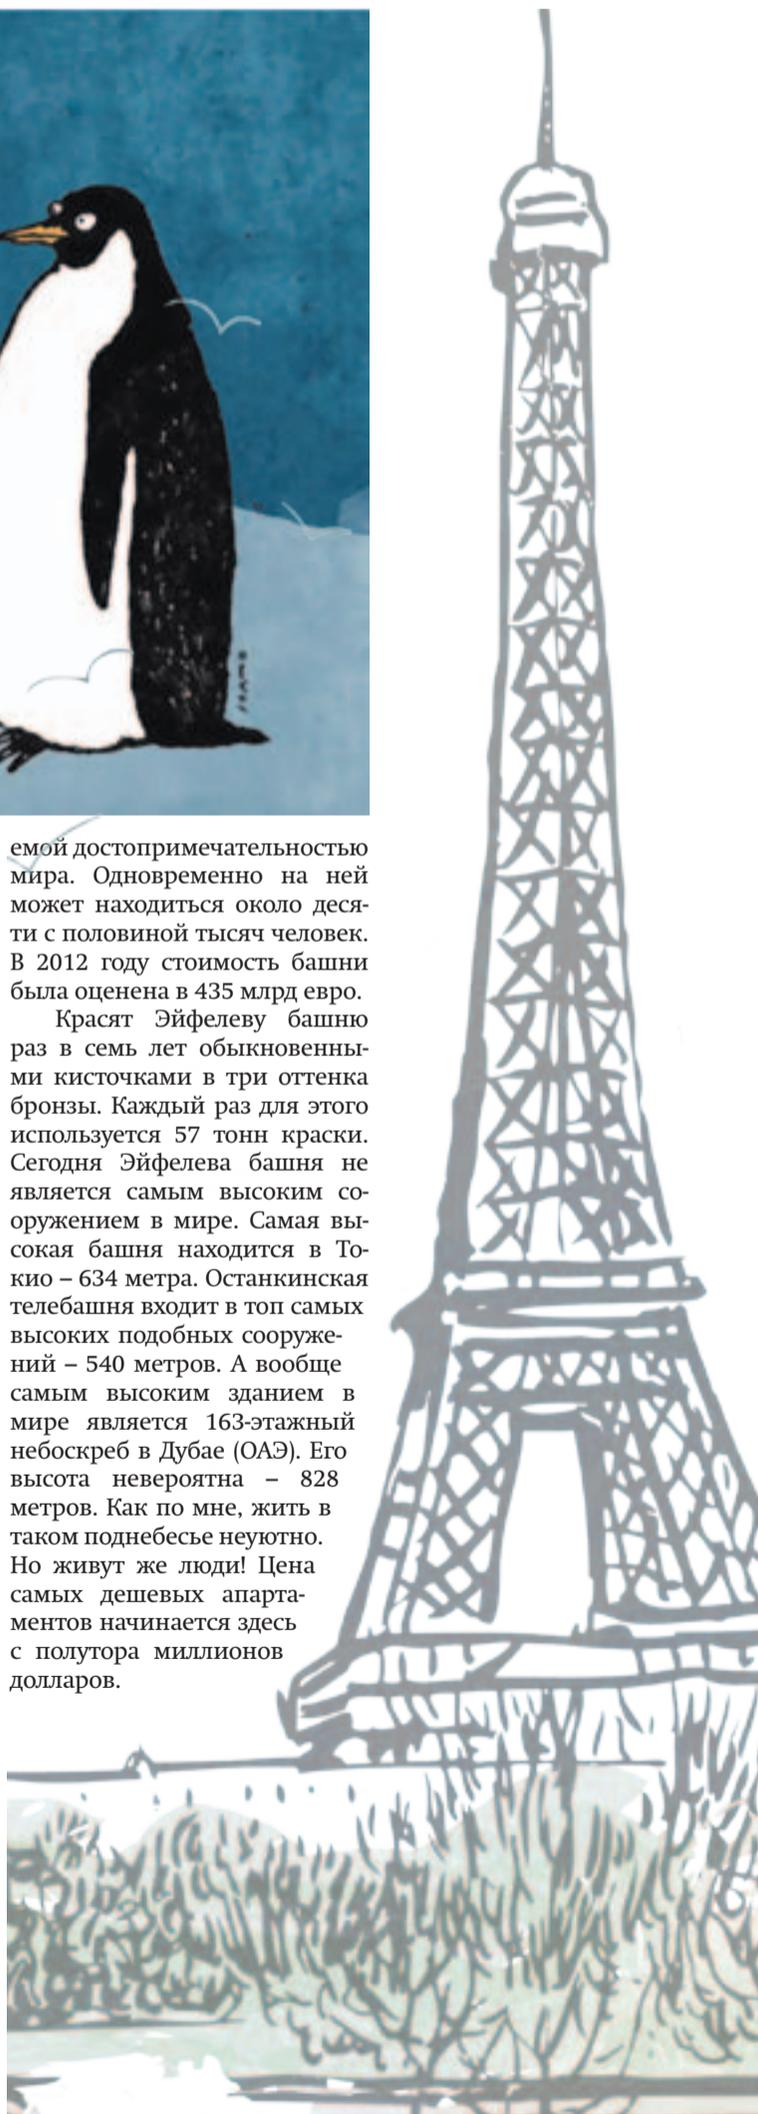 емой достопримечательностью
мира. Одновременно на ней
может находиться около деся-
ти с половиной тысяч человек.
В 2012 году стоимость башни
была оценена в 435 млрд евро.
Красят Эйфелеву башню
раз в семь лет обыкновенны-
ми кисточками в три оттенка
бронзы. Каждый раз для этого
используется 57 тонн краски.
Сегодня Эйфелева башня не
является самым высоким со-
оружением в мире. Самая вы-
сокая башня находится в То-
кио – 634 метра. Останкинская
телебашня входит в топ самых
высоких подобных сооруже-
ний – 540 метров. А вообще
самым высоким зданием в
мире является 163-этажный
небоскреб в Дубае (ОАЭ). Его
высота невероятна – 828
метров. Как по мне, жить в
таком поднебесье неуютно.
Но живут же люди! Цена
самых дешевых апарта-
ментов начинается здесь
с полутора миллионов
долларов.